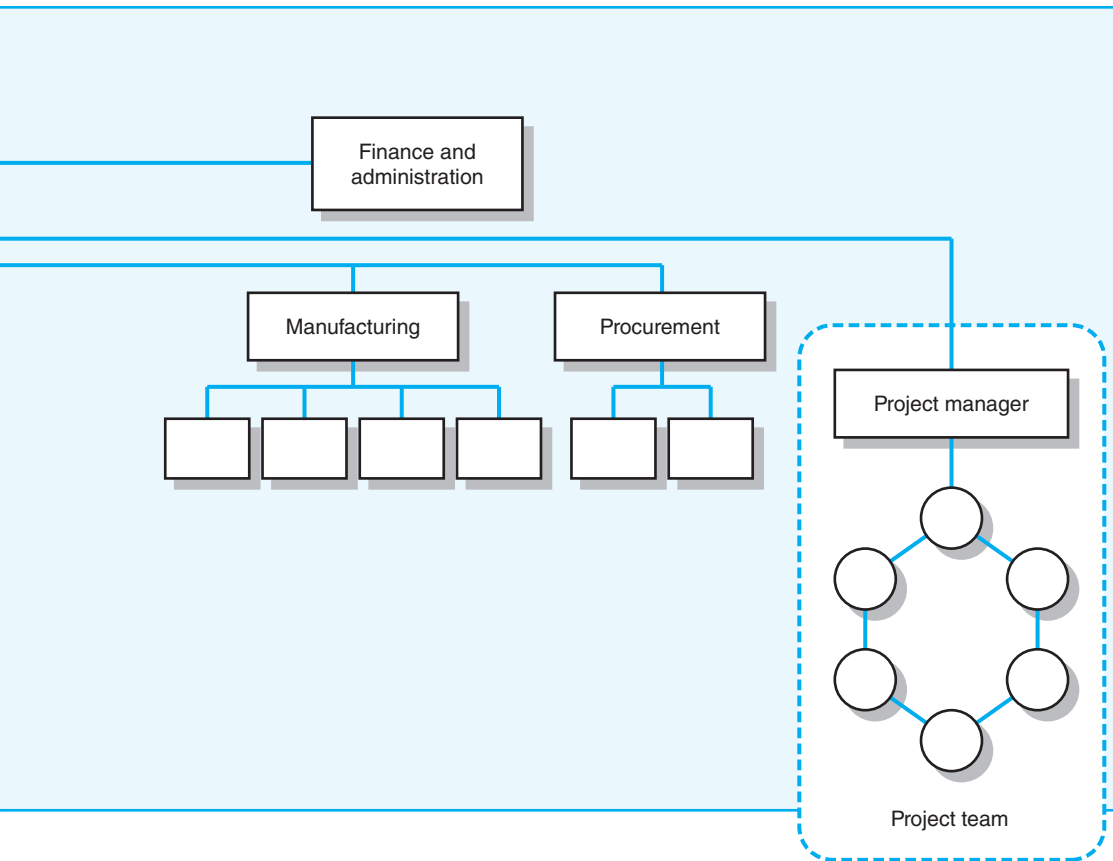 Finance and
administration
Manufacturing
Procurement
Project manager
Project team